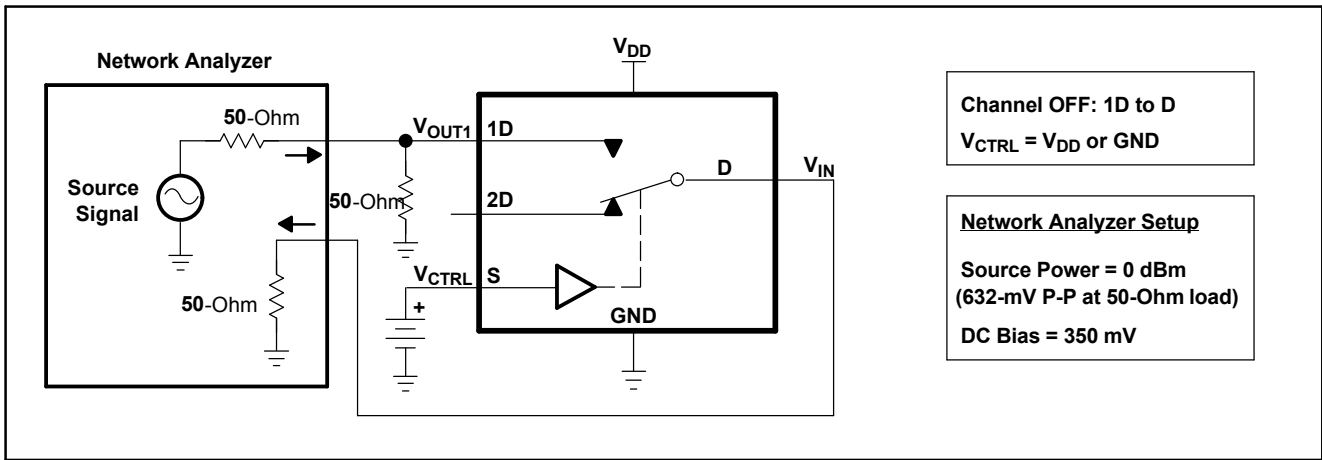 Network Analyzer
50-Ohm
Source
Signal
50-Ohm
50-Ohm
VDD
VOUT1
1D
2D
D
VIN
VCTRL
S
+
GND
Channel OFF: 1D to D
VCTRL = VDD or GND
Network Analyzer Setup
Source Power = 0 dBm
(632-mV P-P at 50-Ohm load)
DC Bias = 350 mV